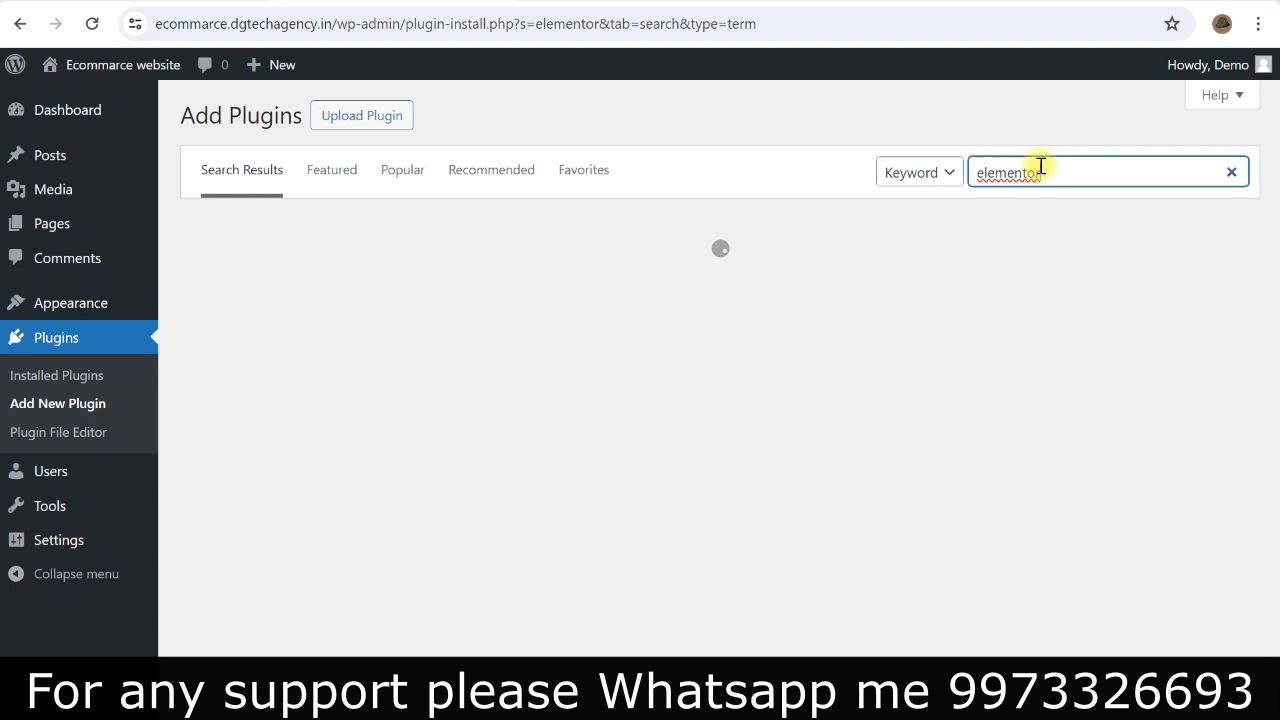 ecommarce.dgtechagency.in/wp-admin/plugin-install.php?s=elementor&tab=search&type=term
Ecommarce website
0
New
Howdy, Demo
Help
Dashboard
Posts
Media
Pages
Comments
Appearance
Plugins
Installed Plugins
Add New Plugin
Plugin File Editor
Users
Tools
Settings
Collapse menu
Add Plugins
Upload Plugin
Search Results
Featured
Popular
Recommended
Favorites
Keyword
elementor
For any support please Whatsapp me 9973326693